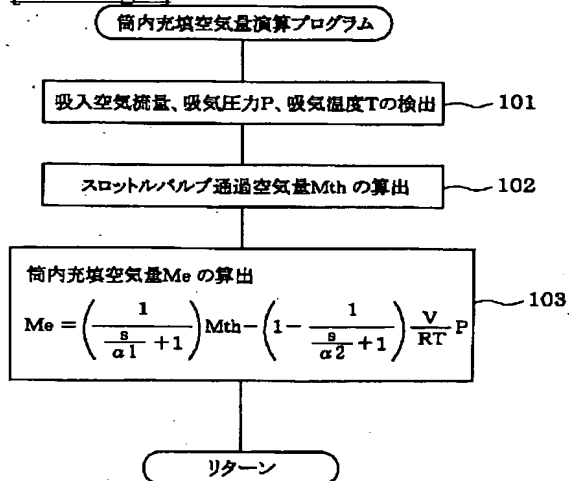 筒内充填空気量演算プログラム
吸入空気流量、吸気圧力P、吸気温度Tの検出 101
スロットルバルブ通過空気量Mth の算出 102
筒内充填空気量Me の算出
Me = ( 1 / ( s/α1 + 1 ) ) Mth − ( 1 − 1 / ( s/α2 + 1 ) ) V/RT P 103
リターン